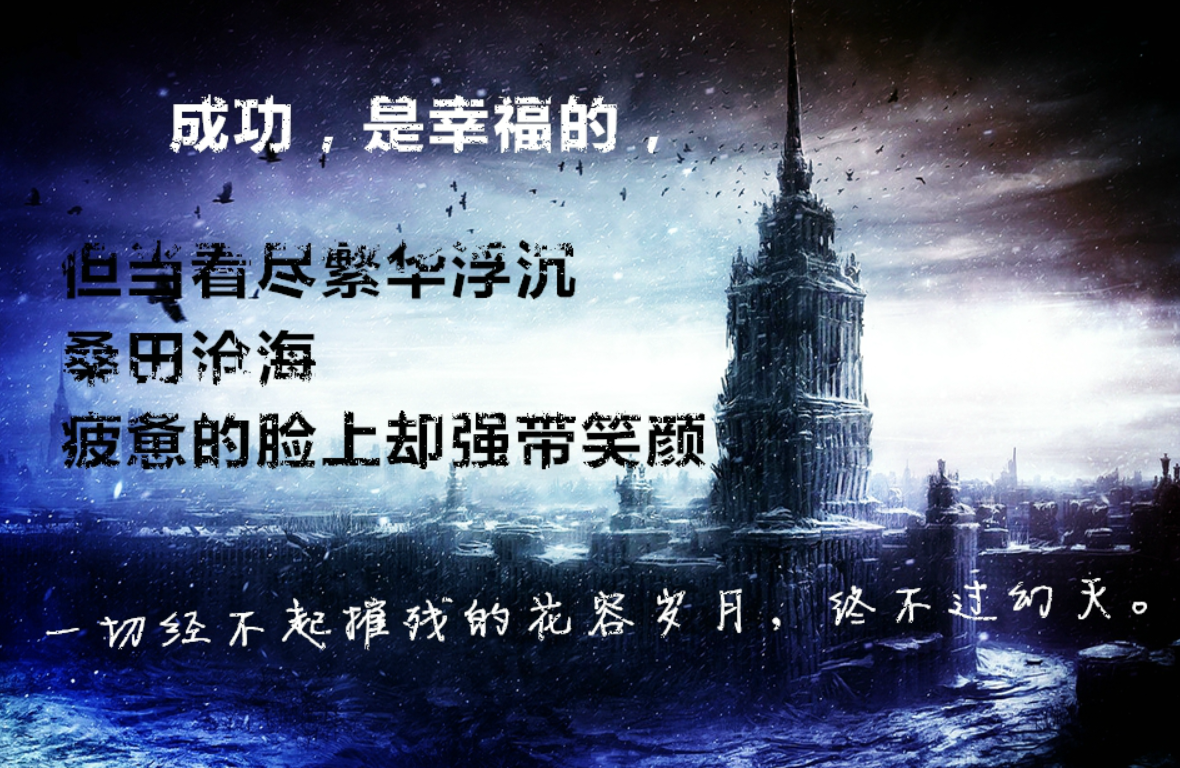 成功，是幸福的，
但当看尽繁华浮沉
桑田沧海
疲惫的脸上却强带笑颜
一切经不起摧残的花容岁月，终不过幻灭。